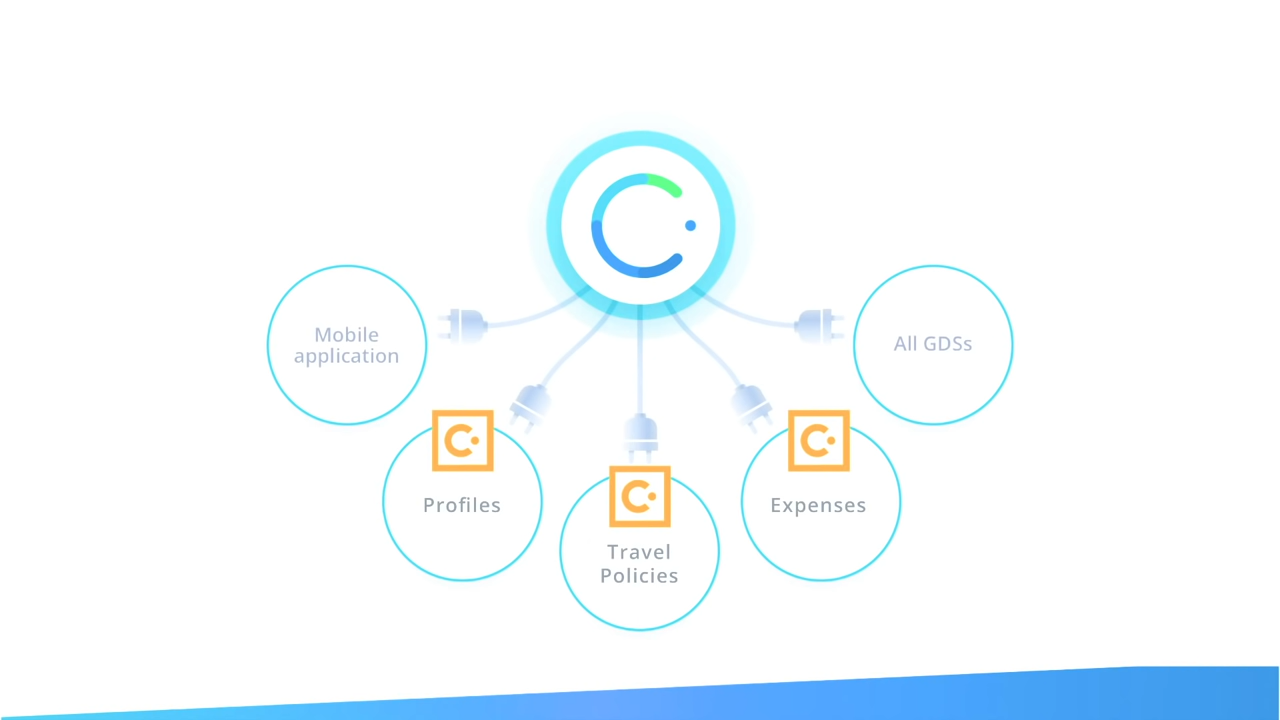 Mobile
application
All GDSs
Profiles
Expenses
Travel
Policies